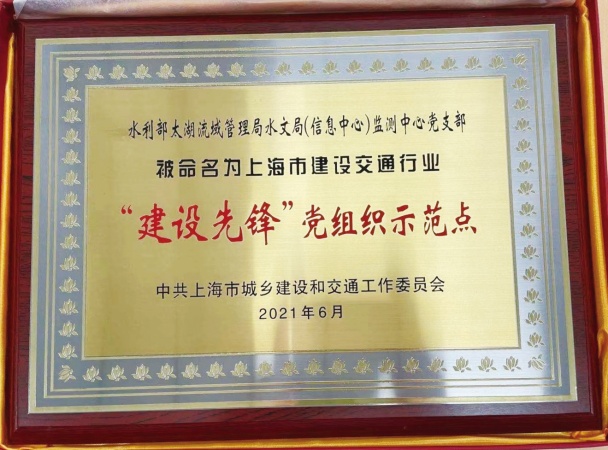 水利部太湖流域管理局水文局(信息中心)监测中心党支部
被命名为上海市建设交通行业
“建设先锋”党组织示范点
中共上海市城乡建设和交通工作委员会
2021年6月